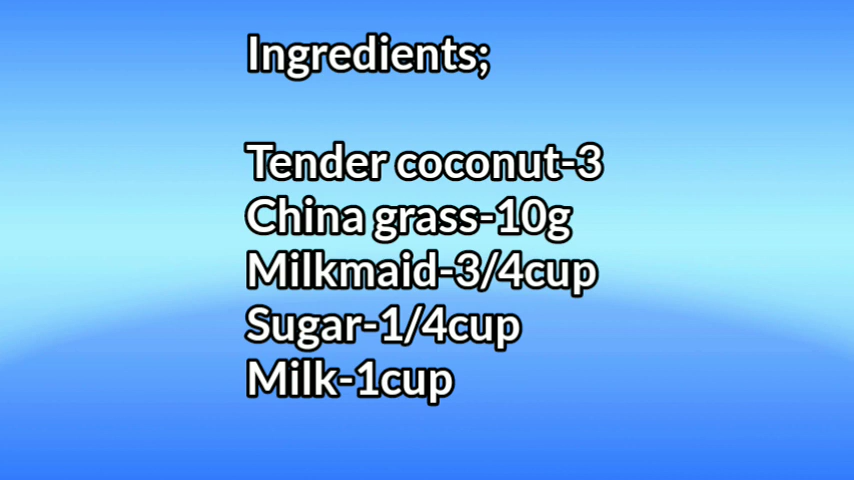 Ingredients;
Tender coconut-3
China grass-10g
Milkmaid-3/4cup
Sugar-1/4cup
Milk-1cup